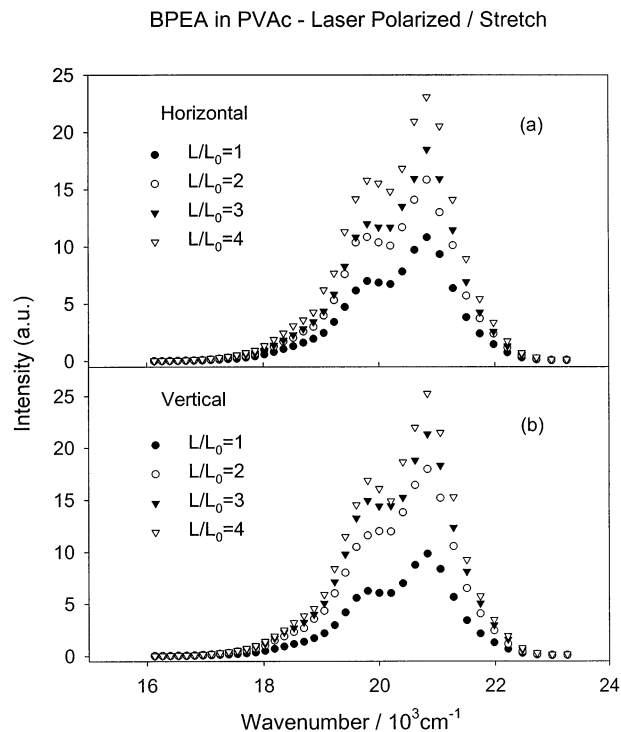 BPEA in PVAc - Laser Polarized / Stretch
25
20
15
10
5
0
Horizontal
L/L₀=1
L/L₀=2
L/L₀=3
L/L₀=4
(a)
Intensity (a.u.)
25
20
15
10
5
0
Vertical
L/L₀=1
L/L₀=2
L/L₀=3
L/L₀=4
(b)
16 18 20 22 24
Wavenumber / 10³cm⁻¹